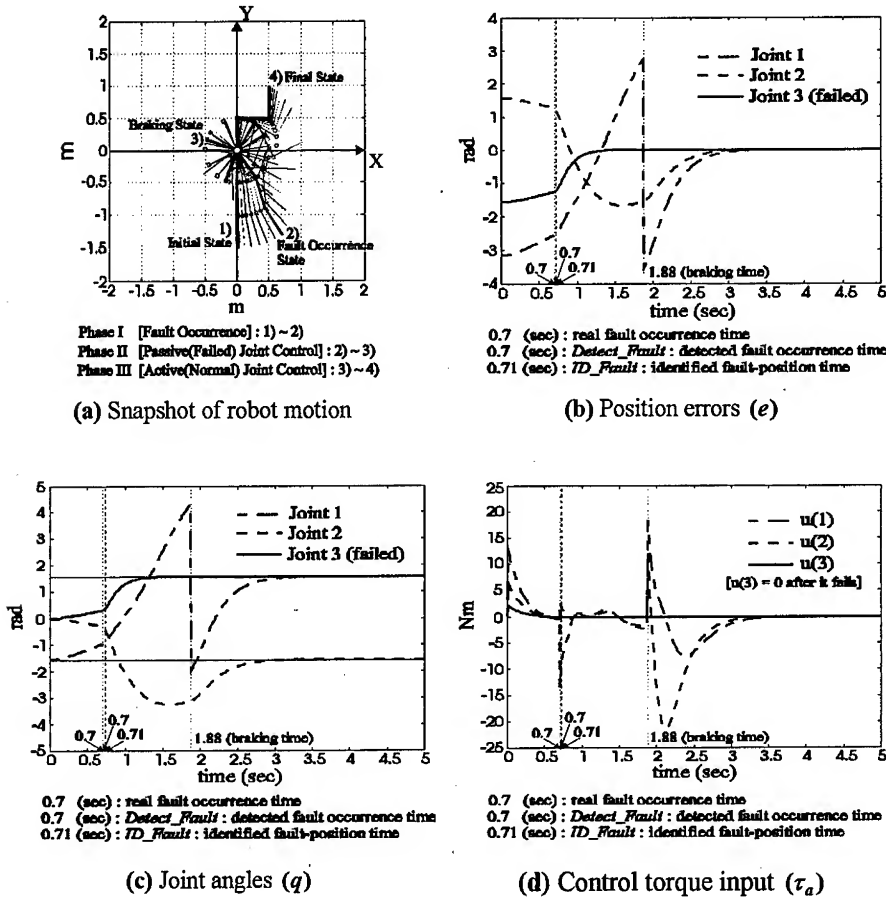 Y
2
1.5
1
0.5
0
-0.5
-1
-1.5
-2
m
4) Final State
Braking State
3)
X
1)
Initial State
2)
Fault Occurrence
State
-2 -1.5 -1 -0.5 0 0.5 1 1.5 2
m
Phase I [Fault Occurrence] : 1) ~ 2)
Phase II [Passive(Failed) Joint Control] : 2) ~ 3)
Phase III [Active(Normal) Joint Control] : 3) ~ 4)
(a) Snapshot of robot motion
4
3
2
1
0
-1
-2
-3
-4
rad
Joint 1
Joint 2
Joint 3 (failed)
0.7
0.7
0.71
1.88 (braking time)
0 0.5 1 1.5 2 2.5 3 3.5 4 4.5 5
time (sec)
0.7 (sec) : real fault occurrence time
0.7 (sec) : Detect_Fault : detected fault occurrence time
0.71 (sec) : ID_Fault : identified fault-position time
(b) Position errors (e)
5
4
3
2
1
0
-1
-2
-3
-4
-5
rad
Joint 1
Joint 2
Joint 3 (failed)
0.7
0.7
0.71
1.88 (braking time)
0 0.5 1 1.5 2 2.5 3 3.5 4 4.5 5
time (sec)
0.7 (sec) : real fault occurrence time
0.7 (sec) : Detect_Fault : detected fault occurrence time
0.71 (sec) : ID_Fault : identified fault-position time
(c) Joint angles (q)
25
20
15
10
5
0
-5
-10
-15
-20
-25
Nm
u(1)
u(2)
u(3)
[u(3) = 0 after it fails]
0.7
0.7
0.71
1.88 (braking time)
0 0.5 1 1.5 2 2.5 3 3.5 4 4.5 5
time (sec)
0.7 (sec) : real fault occurrence time
0.7 (sec) : Detect_Fault : detected fault occurrence time
0.71 (sec) : ID_Fault : identified fault-position time
(d) Control torque input (τa)